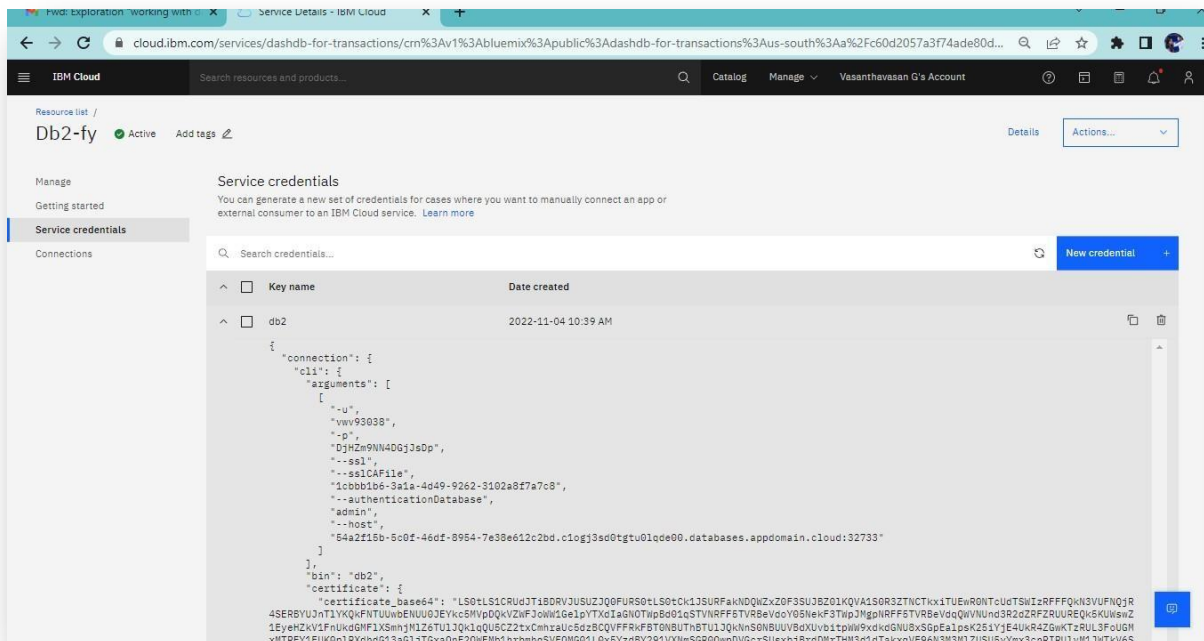 Fwd: Exploration "working with
Service Details - IBM Cloud
cloud.ibm.com/services/dashdb-for-transactions/crn%3Av1%3Abluemix%3Apublic%3Adashdb-for-transactions%3Aus-south%3Aa%2Fc60d2057a3f74ade80d...
IBM Cloud
Search resources and products...
Catalog
Manage
Vasanthavasan G's Account
Resource list /
Db2-fy
Active
Add tags
Details
Actions...
Manage
Getting started
Service credentials
Connections
Service credentials
You can generate a new set of credentials for cases where you want to manually connect an app or
external consumer to an IBM Cloud service. Learn more
Search credentials...
New credential +
Key name
Date created
db2
2022-11-04 10:39 AM
{
"connection": {
"cli": {
"arguments": [
[
"-u",
"vwv93038",
"-p",
"DjHZm9NN4DGjJsDp",
"--ssl",
"--sslCAFile",
"1cbbb1b6-3a1a-4d49-9262-3102a8f7a7c8",
"--authenticationDatabase",
"admin",
"--host",
"54a2f15b-5c0f-46df-8954-7e38e612c2bd.c1ogj3sd0tgtu0lqde00.databases.appdomain.cloud:32733"
]
],
"bin": "db2",
"certificate": {
"certificate_base64":